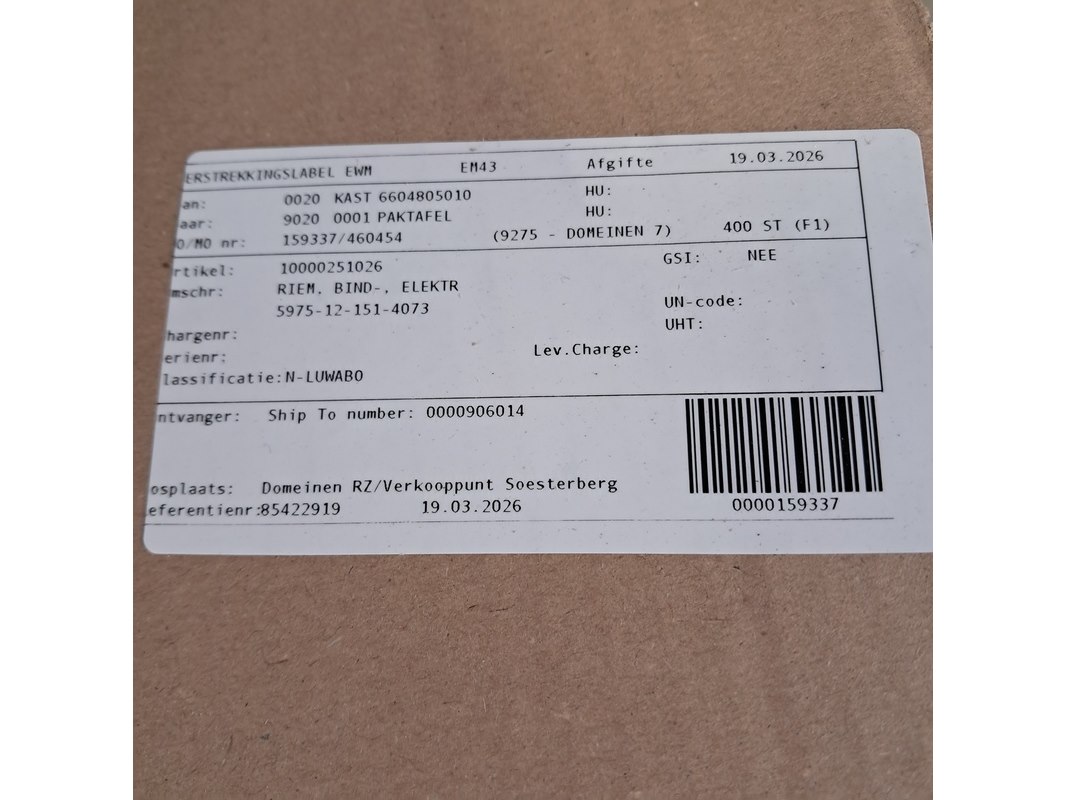 ERSTREKKINGSLABEL EWM EM43 Afgifte 19.03.2026
an: 0020 KAST 6604805010 HU:
aar: 9020 0001 PAKTAFEL HU:
O/MO nr: 159337/460454 (9275 - DOMEINEN 7) 400 ST (F1)
rtikel: 10000251026 GSI: NEE
mschr: RIEM, BIND-, ELEKTR
5975-12-151-4073 UN-code:
hargenr: UHT:
erienr: Lev.Charge:
lassificatie:N-LUWABO
ntvanger: Ship To number: 0000906014
osplaats: Domeinen RZ/Verkooppunt Soesterberg
eferentienr:85422919 19.03.2026 0000159337